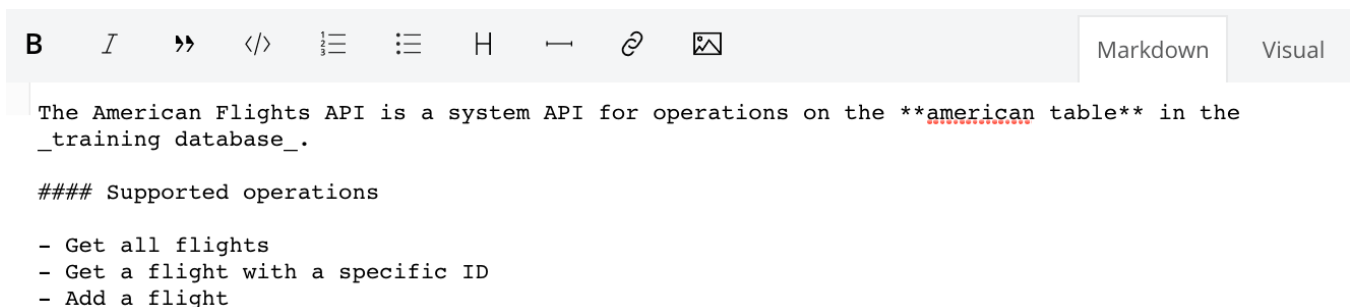 B I H Markdown Visual
The American Flights API is a system API for operations on the **american table** in the
_training database_.
#### Supported operations
- Get all flights
- Get a flight with a specific ID
- Add a flight